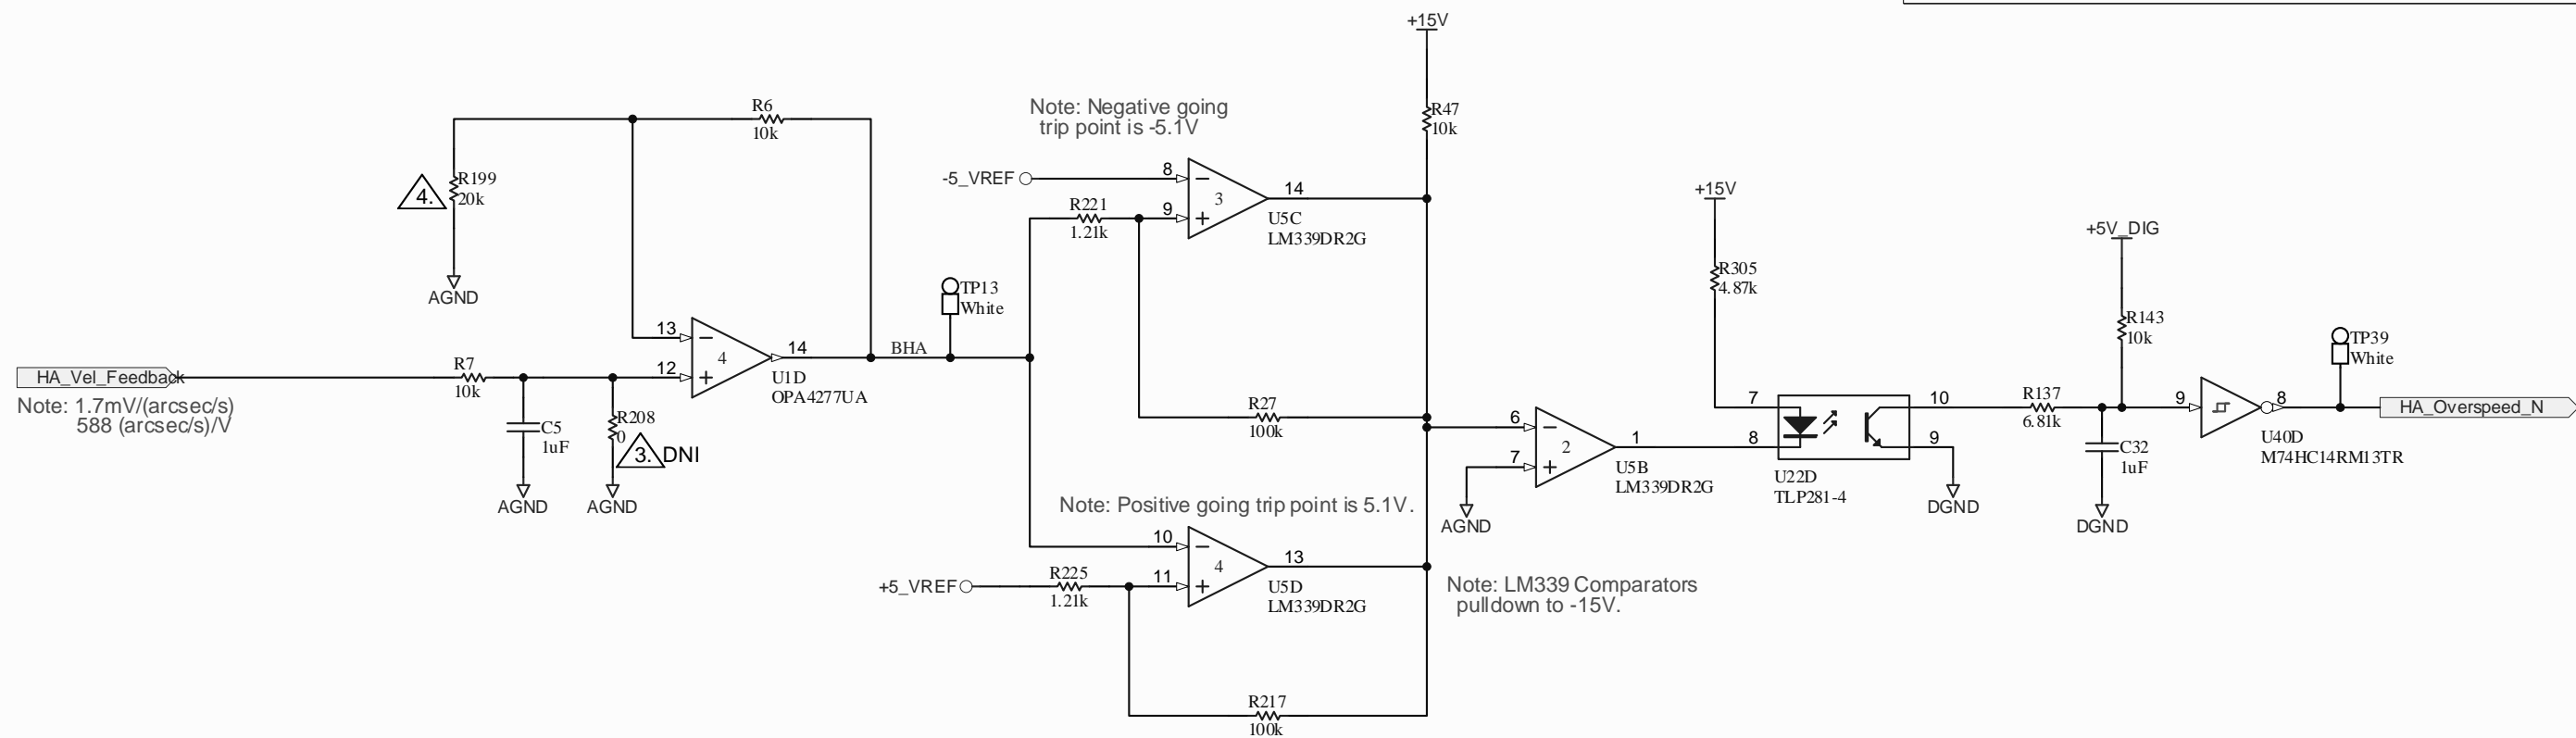 +15V
R47
10k
R6
10k
Note: Negative going
trip point is -5.1V
-5_VREF
8
9
3
14
U5C
LM339DR2G
R221
1.21k
4.
R199
20k
AGND
+15V
R305
4.87k
+5V_DIG
R143
10k
TP13
White
TP39
White
HA_Vel_Feedback
Note: 1.7mV/(arcsec/s)
588 (arcsec/s)/V
R7
10k
C5
1uF
AGND
R208
0
3. DNI
AGND
13
12
4
14
U1D
OPA4277UA
BHA
R27
100k
6
7
2
1
U5B
LM339DR2G
AGND
7
8
10
9
U22D
TLP281-4
DGND
R137
6.81k
C32
1uF
DGND
9
8
U40D
M74HC14RM13TR
HA_Overspeed_N
Note: Positive going trip point is 5.1V.
10
11
4
13
U5D
LM339DR2G
+5_VREF
R225
1.21k
Note: LM339 Comparators
pulldown to -15V.
R217
100k